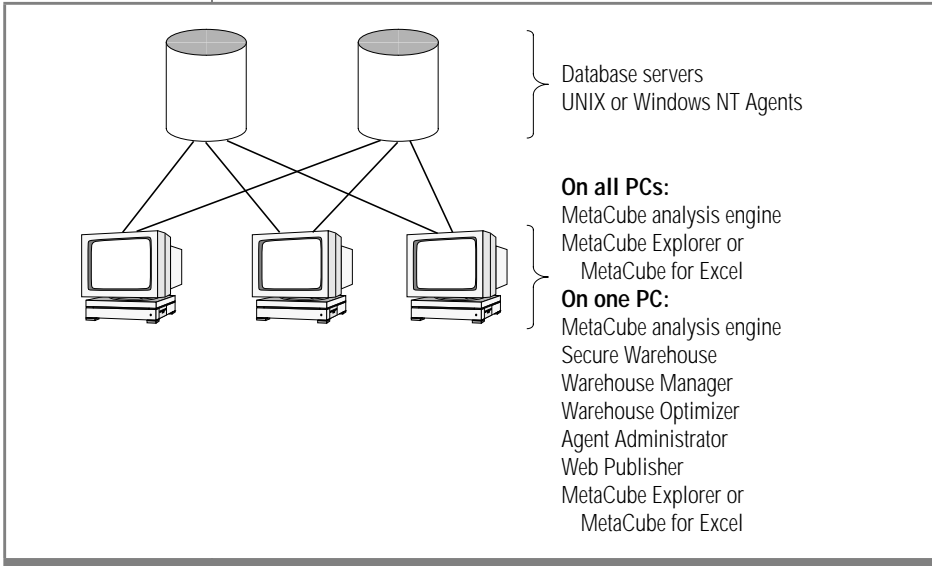 Database servers
UNIX or Windows NT Agents
On all PCs:
MetaCube analysis engine
MetaCube Explorer or
MetaCube for Excel
On one PC:
MetaCube analysis engine
Secure Warehouse
Warehouse Manager
Warehouse Optimizer
Agent Administrator
Web Publisher
MetaCube Explorer or
MetaCube for Excel